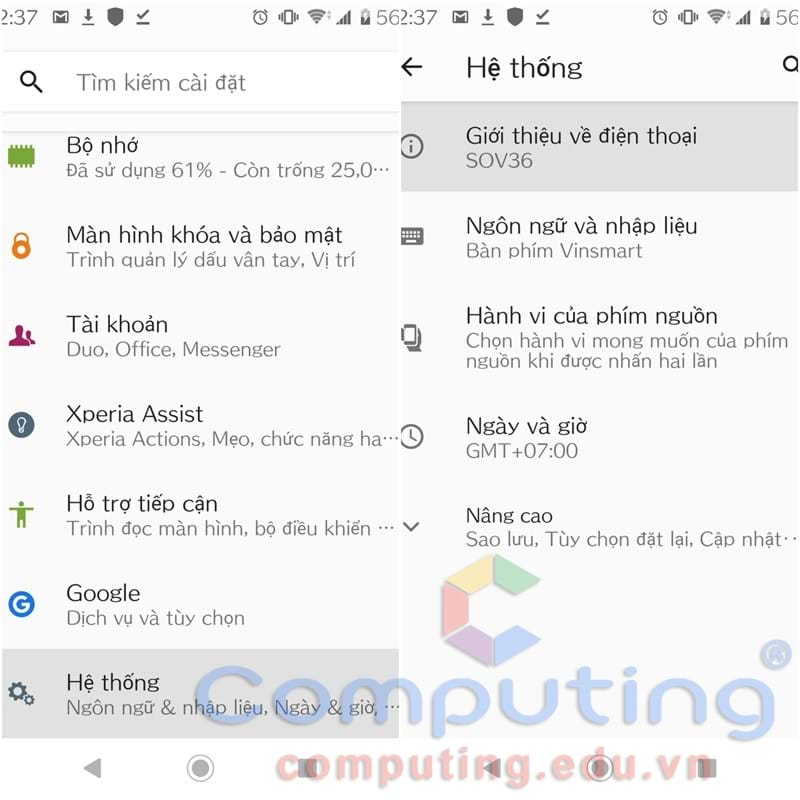 2:37
56
Tìm kiếm cài đặt
Bộ nhớ
Đã sử dụng 61% - Còn trống 25,0···
Màn hình khóa và bảo mật
Trình quản lý dấu vân tay, Vị trí
Tài khoản
Duo, Office, Messenger
Xperia Assist
Xperia Actions, Mẹo, chức năng ha···
Hỗ trợ tiếp cận
Trình đọc màn hình, bộ điều khiển ···
Google
Dịch vụ và tùy chọn
Hệ thống
Ngôn ngữ & nhập liệu, Ngày & giờ, ···
2:37
56
Hệ thống
Giới thiệu về điện thoại
SOV36
Ngôn ngữ và nhập liệu
Bàn phím Vinsmart
Hành vi của phím nguồn
Chọn hành vi mong muốn của phím
nguồn khi được nhấn hai lần
Ngày và giờ
GMT+07:00
Nâng cao
Sao lưu, Tùy chọn đặt lại, Cập nhật··
Computing®
computing.edu.vn